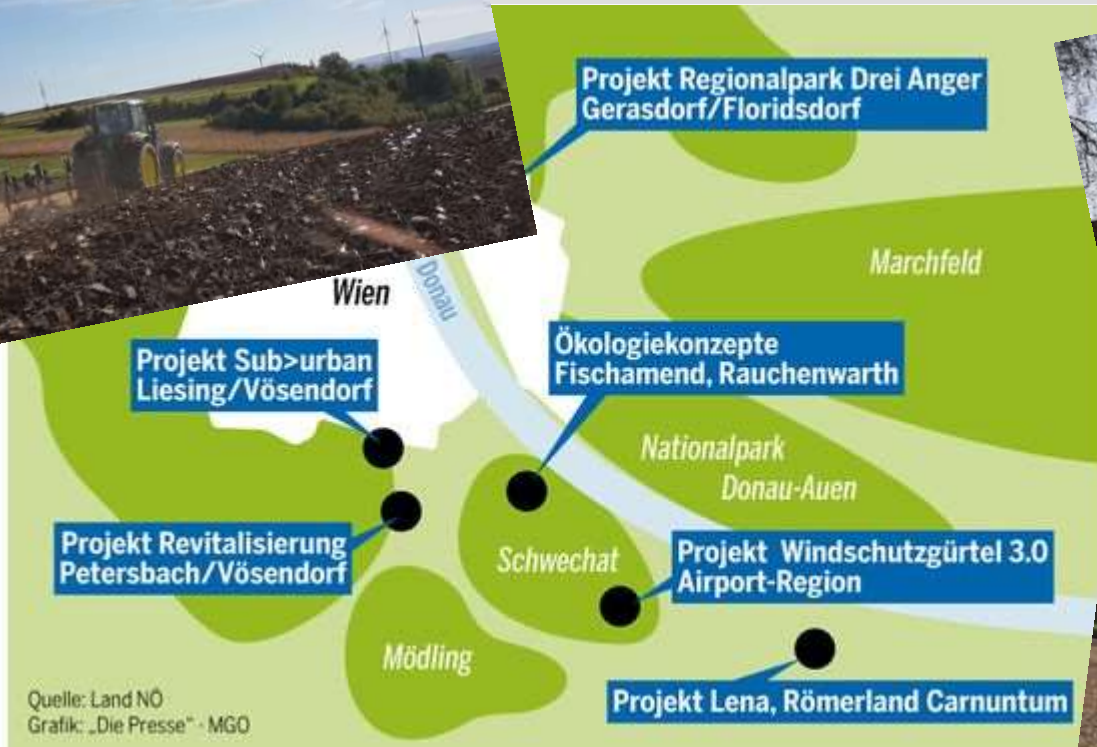 Projekt Regionalpark Drei Anger
Gerasdorf/Floridsdorf
Marchfeld
Donau
Wien
Ökologiekonzepte
Fischamend, Rauchenwarth
Projekt Sub>urban
Liesing/Vösendorf
Nationalpark
Donau-Auen
Projekt Revitalisierung
Petersbach/Vösendorf
Schwechat
Projekt Windschutzgürtel 3.0
Airport-Region
Mödling
Projekt Lena, Römerland Carnuntum
Quelle: Land NÖ
Grafik: „Die Presse“ · MGO